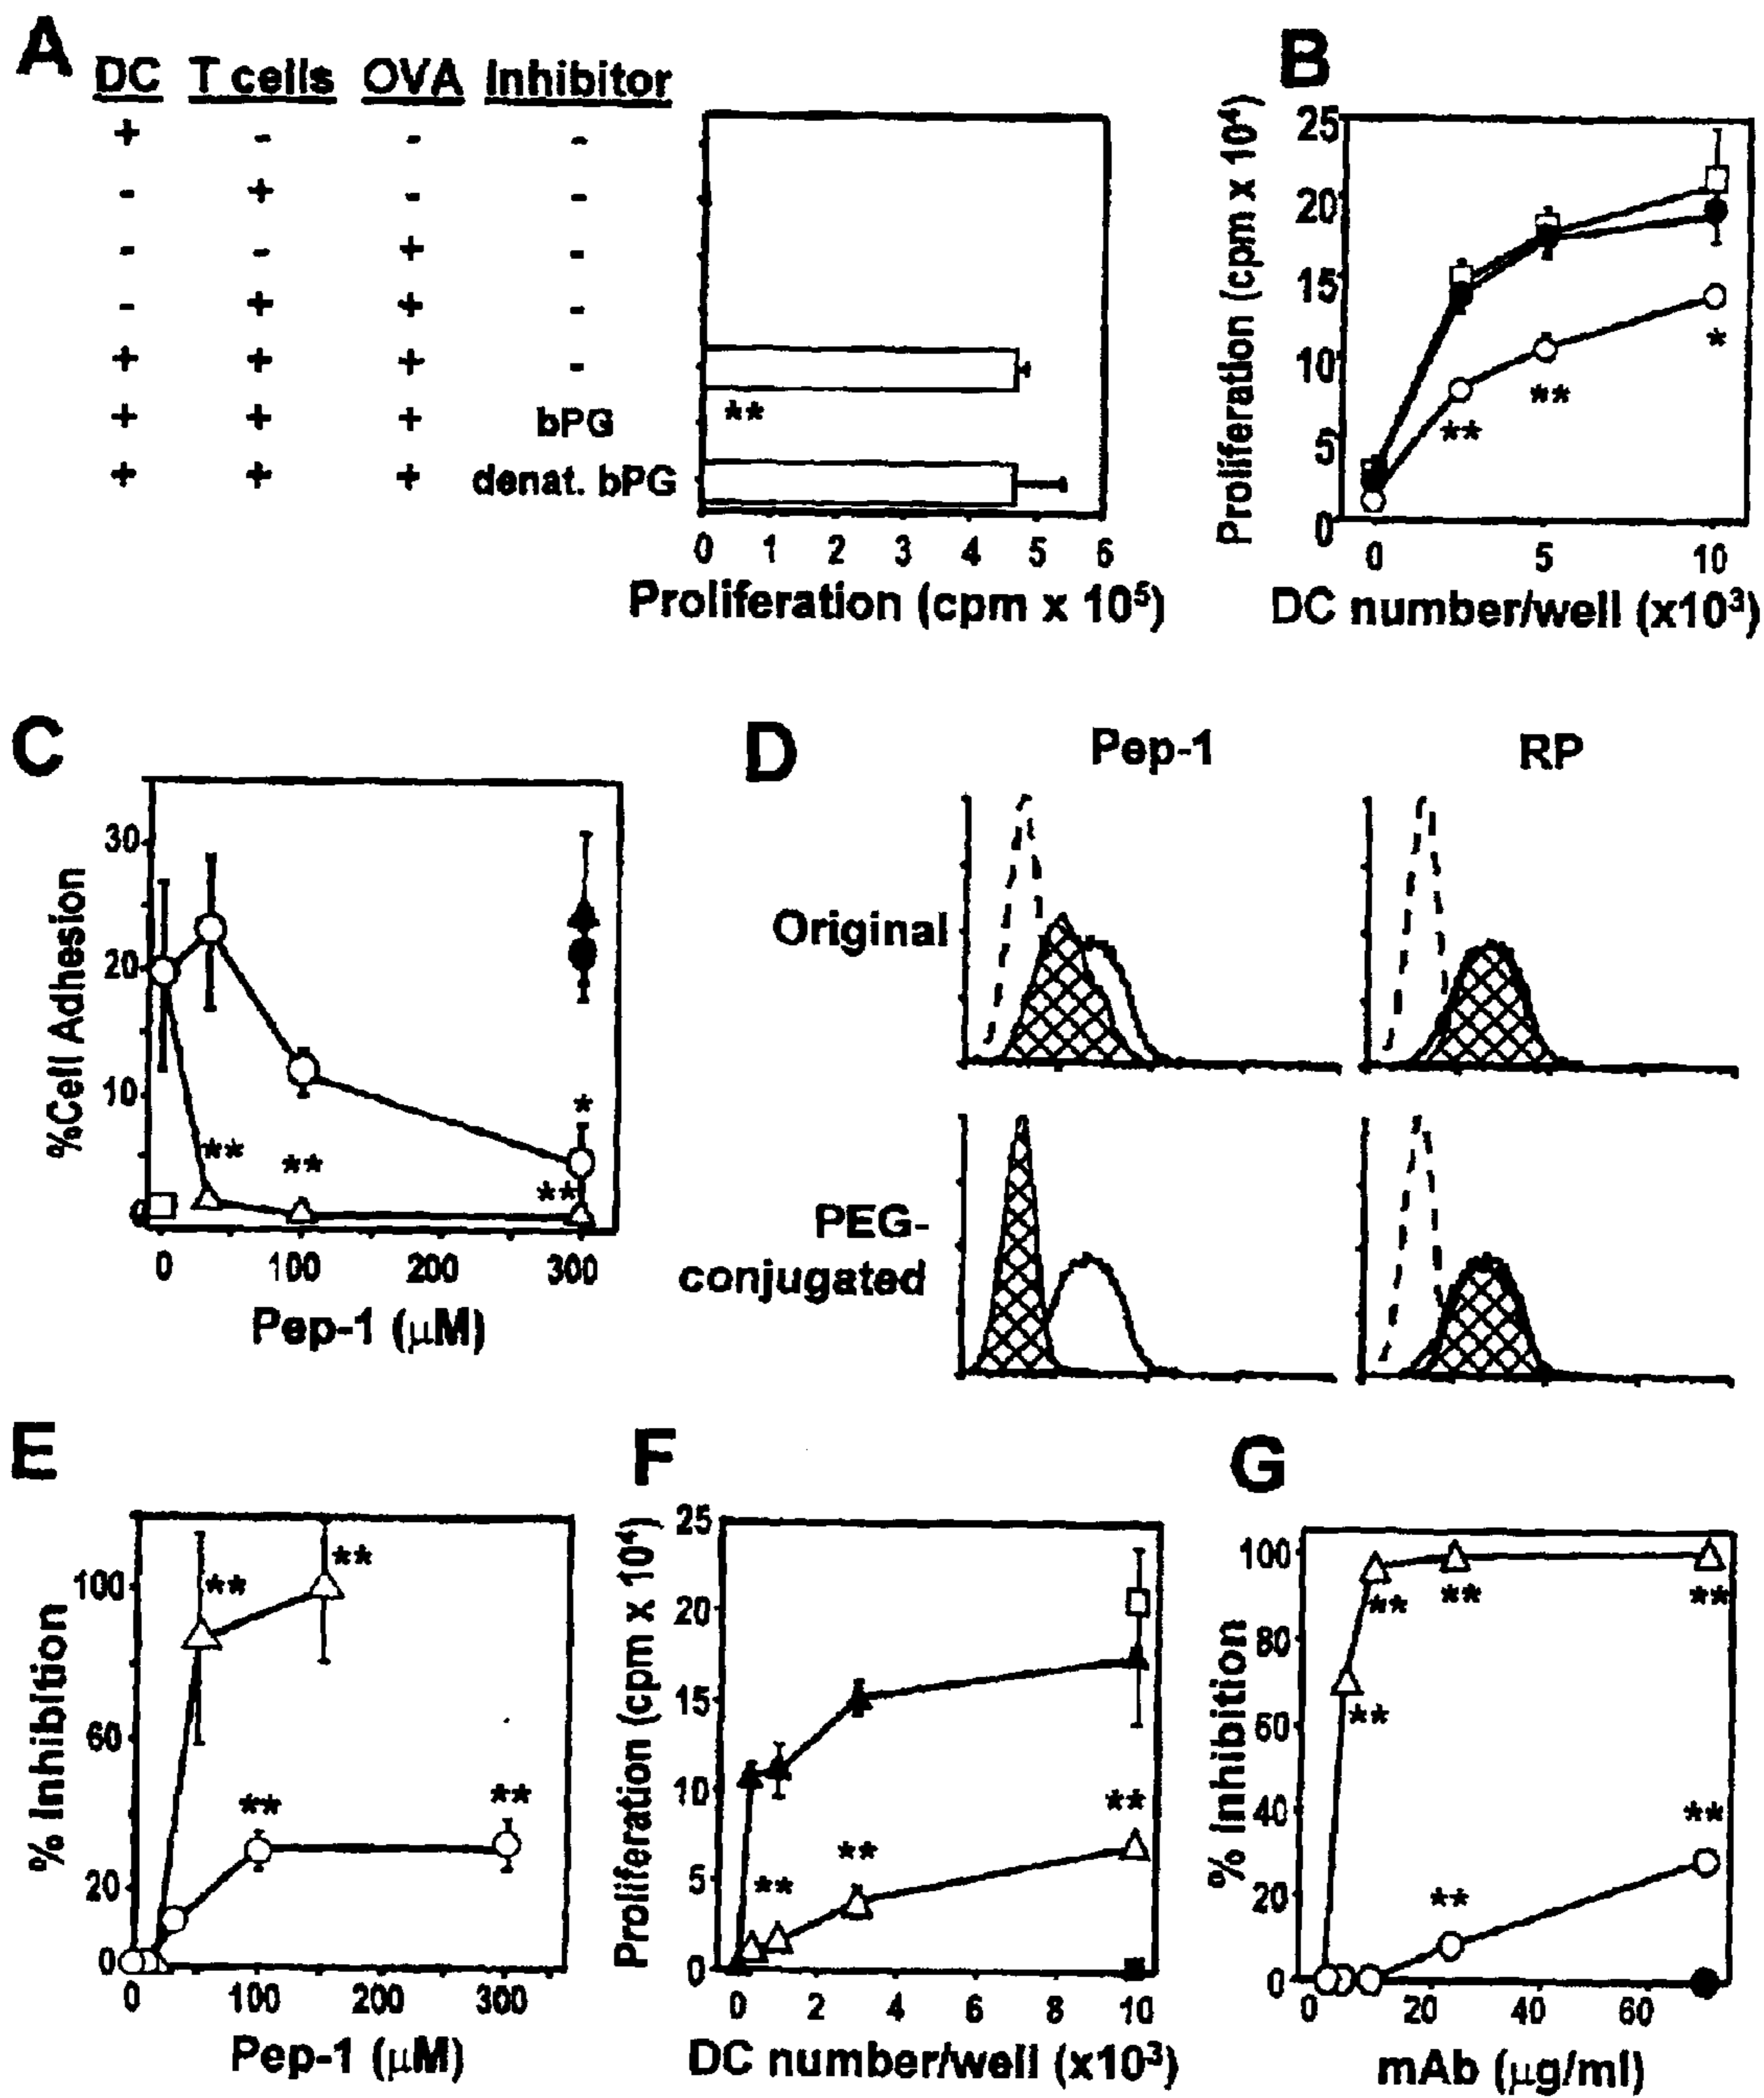 A
DC T cells OVA Inhibitor
+ - - -
- + - -
- - + -
- + + -
+ + + -
+ + + bPG
+ + + denat. bPG
**
0 1 2 3 4 5 6
Proliferation (cpm x 10⁵)
B
Proliferation (cpm x 10⁴)
25
20
15
10
5
0
** ** *
0 5 10
DC number/well (x10³)
C
%Cell Adhesion
30
20
10
0
** ** * **
0 100 200 300
Pep-1 (μM)
D
Pep-1 RP
Original
PEG-
conjugated
E
% Inhibition
100
60
20
0
** **
** **
0 100 200 300
Pep-1 (μM)
F
Proliferation (cpm x 10⁴)
25
20
15
10
5
0
** ** **
0 2 4 6 8 10
DC number/well (x10³)
G
% Inhibition
100
80
60
40
20
0
** ** ** **
** **
0 20 40 60
mAb (μg/ml)